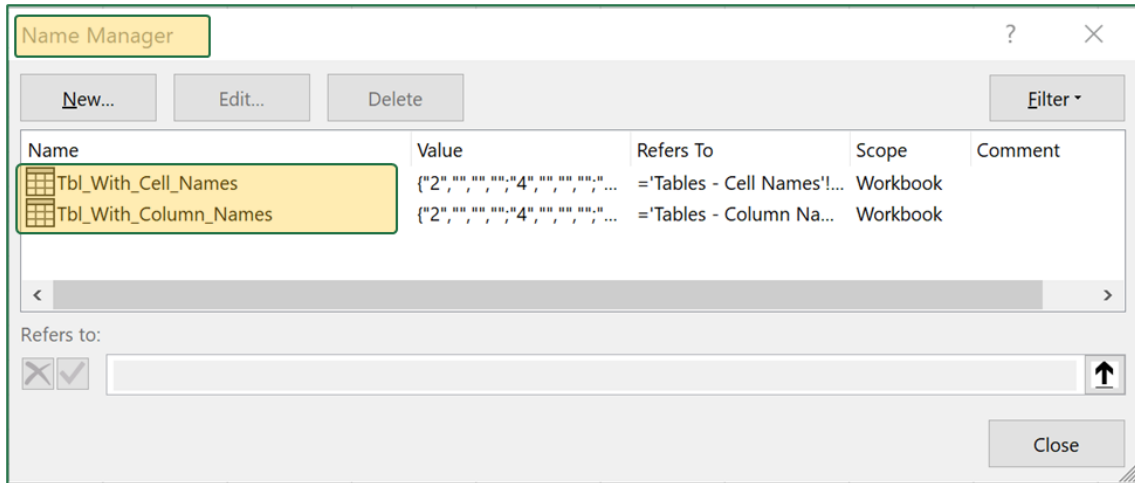 Name Manager ? ×
New... Edit... Delete Filter
Name Value Refers To Scope Comment
Tbl_With_Cell_Names {"2","","","";"4","","","";"... ='Tables - Cell Names'!... Workbook
Tbl_With_Column_Names {"2","","","";"4","","","";"... ='Tables - Column Na... Workbook
Refers to:
Close